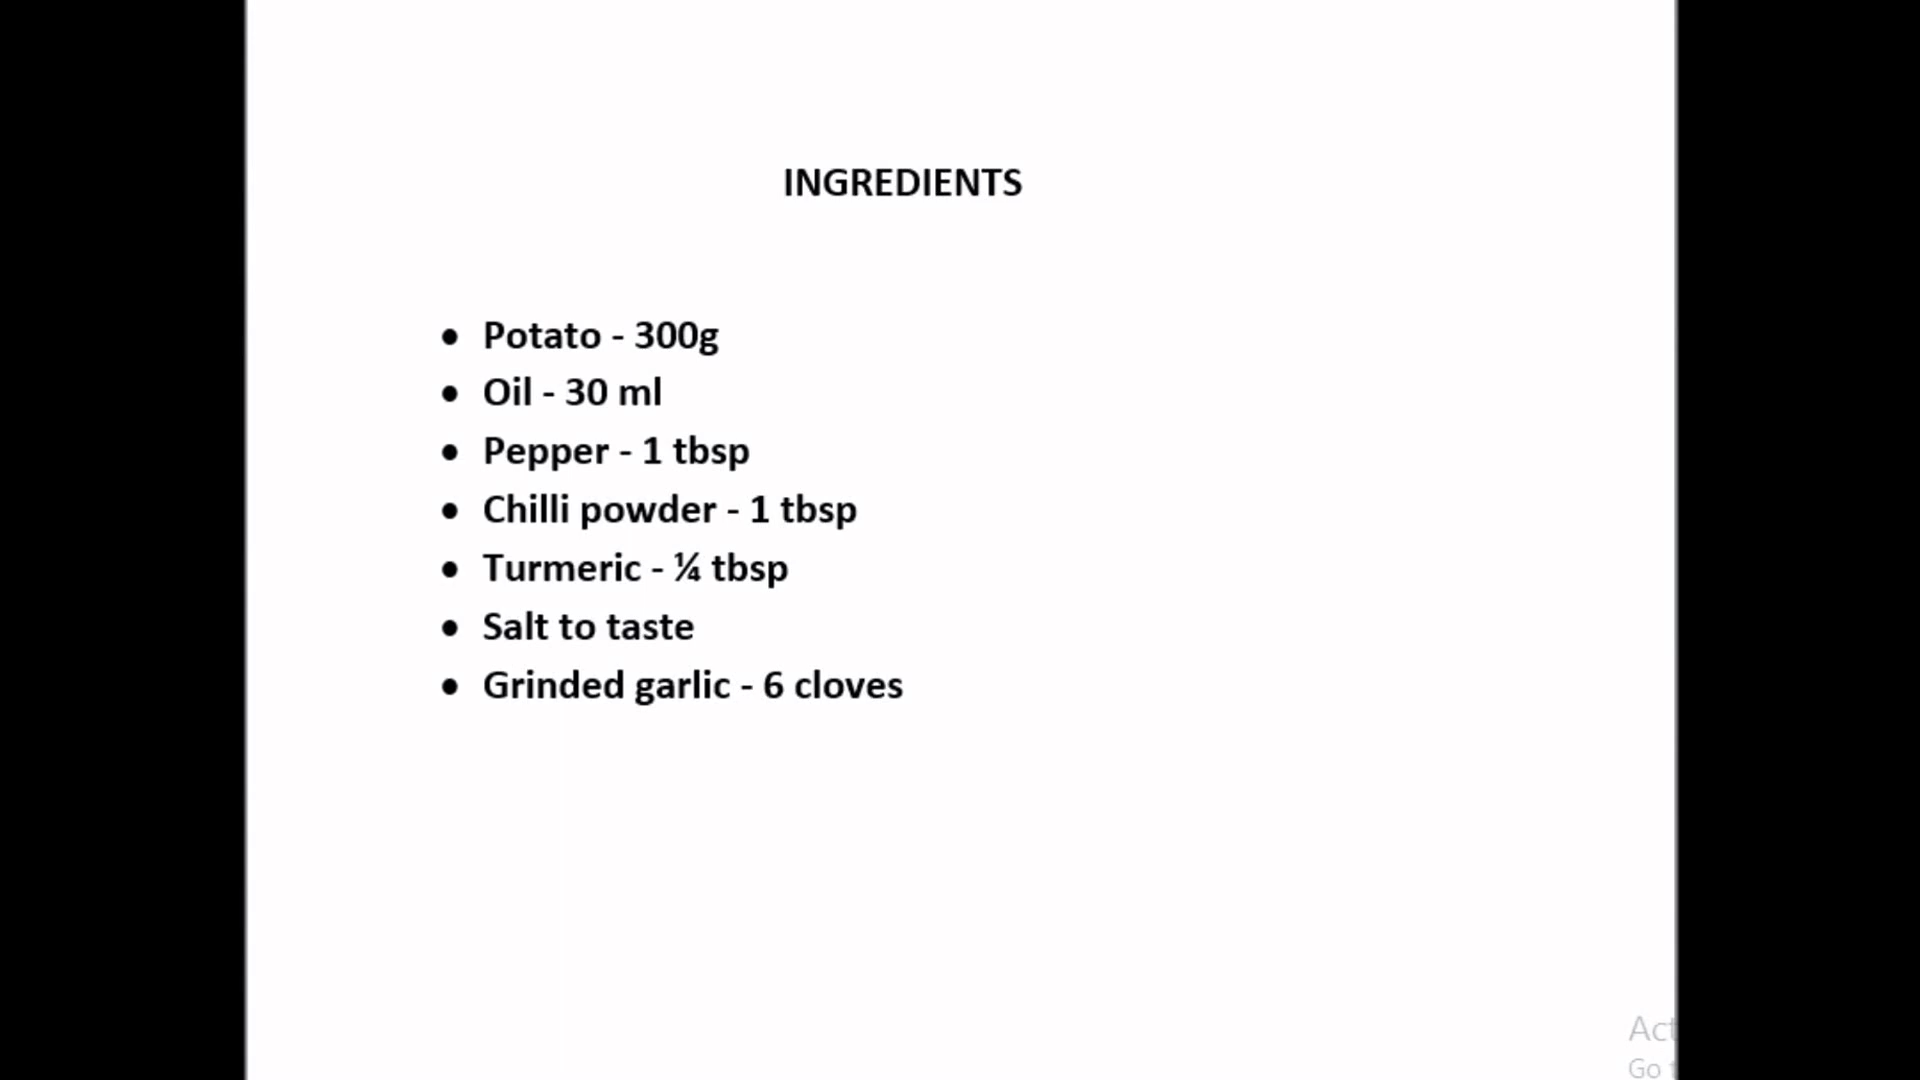 INGREDIENTS
• Potato - 300g
• Oil - 30 ml
• Pepper - 1 tbsp
• Chilli powder - 1 tbsp
• Turmeric - ¼ tbsp
• Salt to taste
• Grinded garlic - 6 cloves
Act
Go